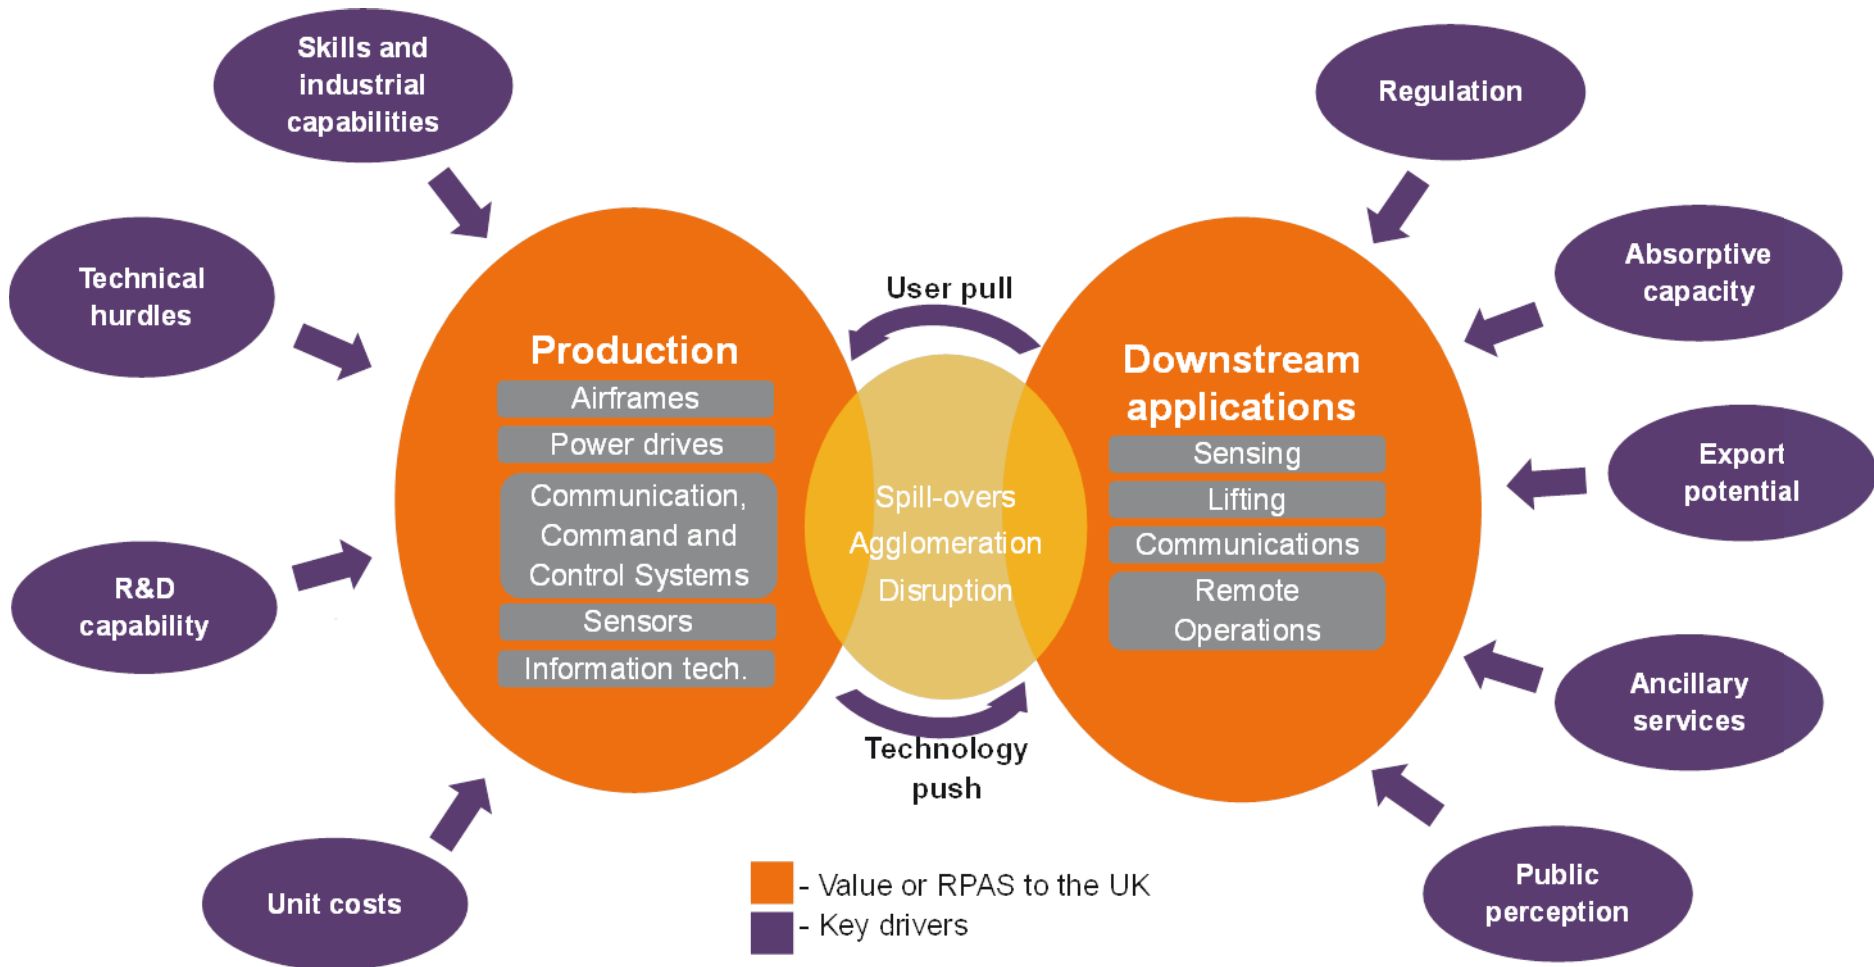 Skills and
industrial
capabilities
Technical
hurdles
R&D
capability
Unit costs
Production
Airframes
Power drives
Communication,
Command and
Control Systems
Sensors
Information tech.
User pull
Spill-overs
Agglomeration
Disruption
Technology
push
Downstream
applications
Sensing
Lifting
Communications
Remote
Operations
Regulation
Absorptive
capacity
Export
potential
Ancillary
services
Public
perception
- Value or RPAS to the UK
- Key drivers